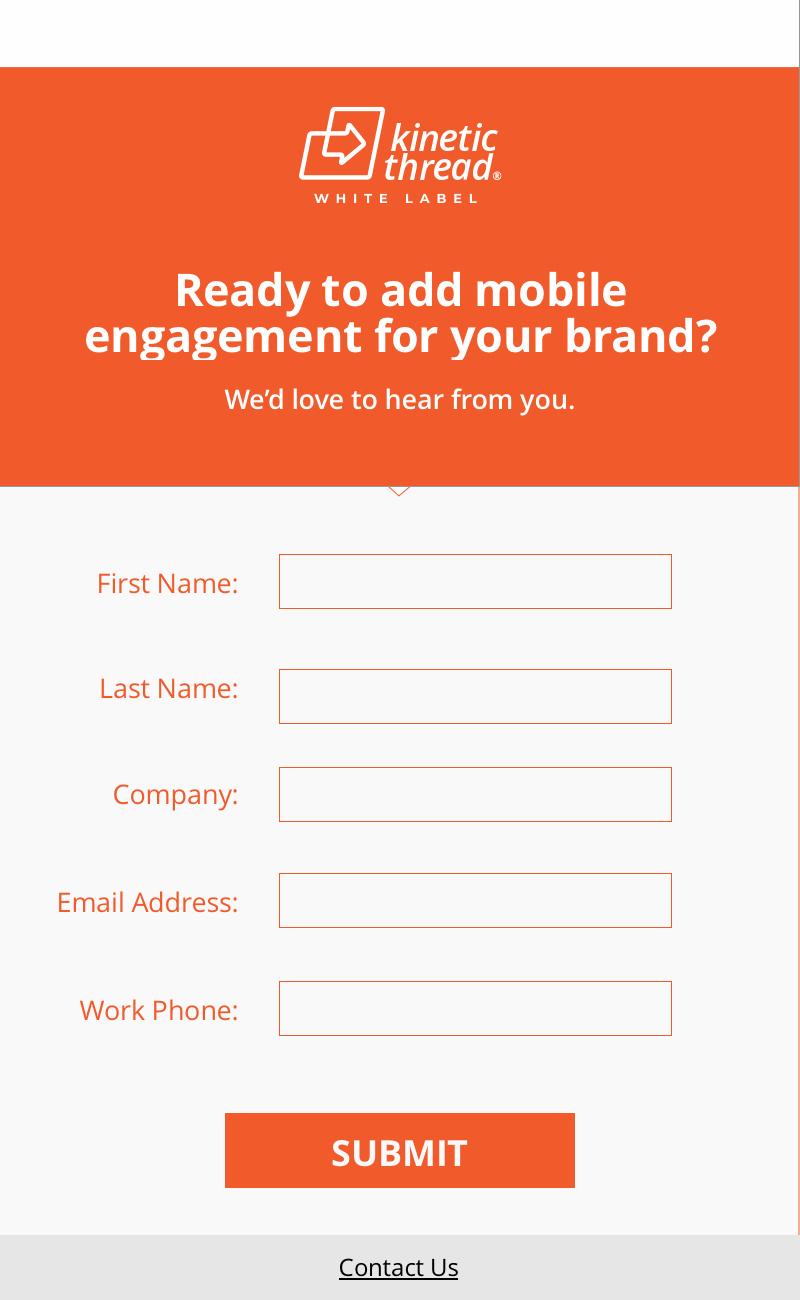 kinetic
thread®
WHITE LABEL
Ready to add mobile
engagement for your brand?
We’d love to hear from you.
First Name:
Last Name:
Company:
Email Address:
Work Phone:
SUBMIT
Contact Us